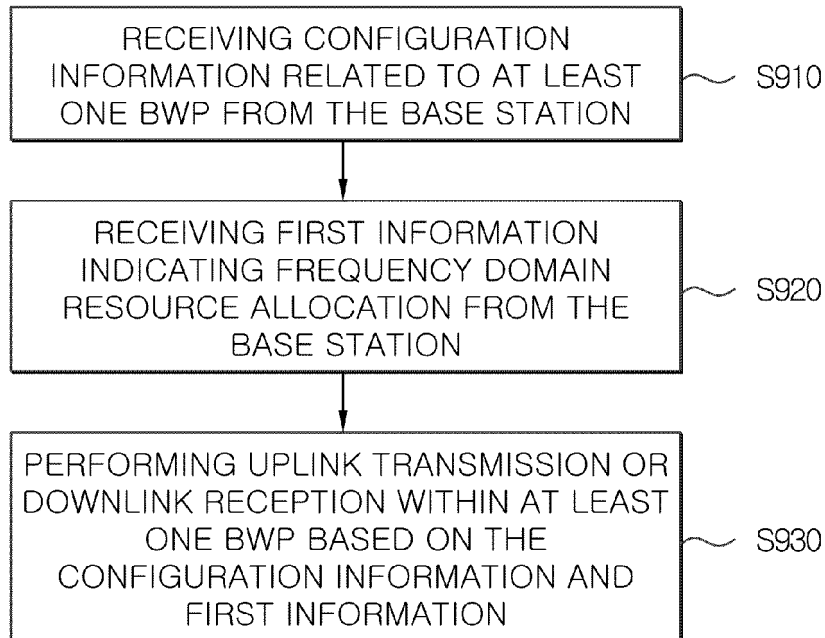 RECEIVING CONFIGURATION
INFORMATION RELATED TO AT LEAST
ONE BWP FROM THE BASE STATION
S910
RECEIVING FIRST INFORMATION
INDICATING FREQUENCY DOMAIN
RESOURCE ALLOCATION FROM THE
BASE STATION
S920
PERFORMING UPLINK TRANSMISSION OR
DOWNLINK RECEPTION WITHIN AT LEAST
ONE BWP BASED ON THE
CONFIGURATION INFORMATION AND
FIRST INFORMATION
S930